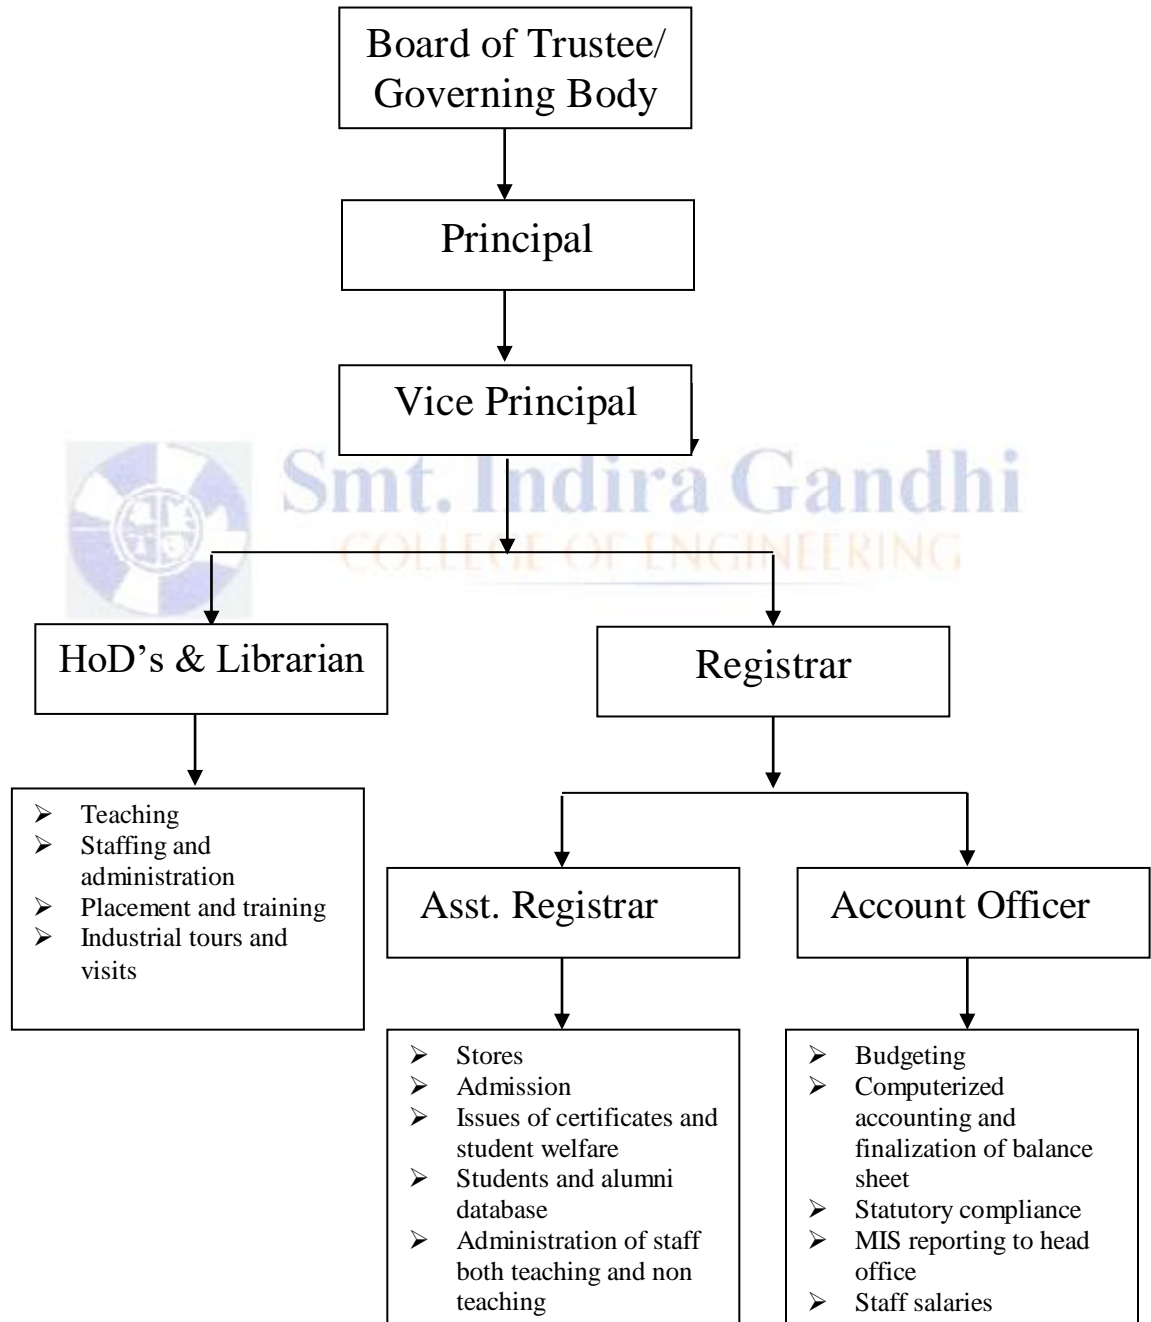 Board of Trustee/
Governing Body
Principal
Vice Principal
Smt. Indira Gandhi
COLLEGE OF ENGINEERING
HoD’s & Librarian
Registrar
➢ Teaching
➢ Staffing and
administration
➢ Placement and training
➢ Industrial tours and
visits
Asst. Registrar
Account Officer
➢ Stores
➢ Admission
➢ Issues of certificates and
student welfare
➢ Students and alumni
database
➢ Administration of staff
both teaching and non
teaching
➢ Budgeting
➢ Computerized
accounting and
finalization of balance
sheet
➢ Statutory compliance
➢ MIS reporting to head
office
➢ Staff salaries